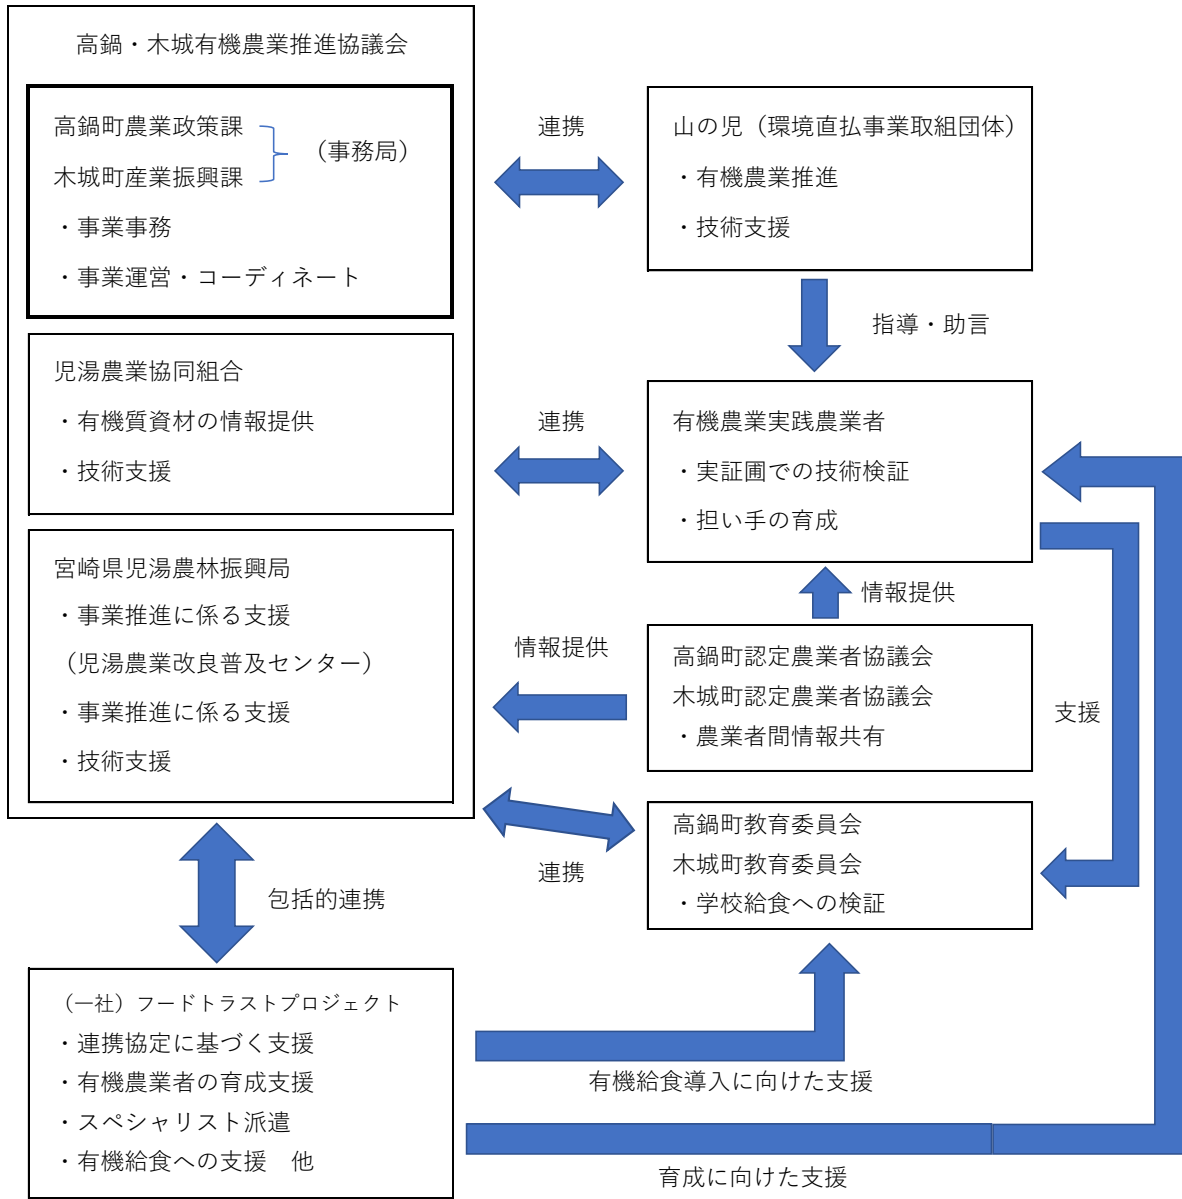 高鍋・木城有機農業推進協議会
高鍋町農業政策課
木城町産業振興課
（事務局）
・事業事務
・事業運営・コーディネート
児湯農業協同組合
・有機質資材の情報提供
・技術支援
宮崎県児湯農林振興局
・事業推進に係る支援
（児湯農業改良普及センター）
・事業推進に係る支援
・技術支援
連携
山の児（環境直払事業取組団体）
・有機農業推進
・技術支援
指導・助言
連携
有機農業実践農業者
・実証圃での技術検証
・担い手の育成
情報提供
情報提供
高鍋町認定農業者協議会
木城町認定農業者協議会
・農業者間情報共有
支援
連携
高鍋町教育委員会
木城町教育委員会
・学校給食への検証
包括的連携
（一社）フードトラストプロジェクト
・連携協定に基づく支援
・有機農業者の育成支援
・スペシャリスト派遣
・有機給食への支援　他
有機給食導入に向けた支援
育成に向けた支援